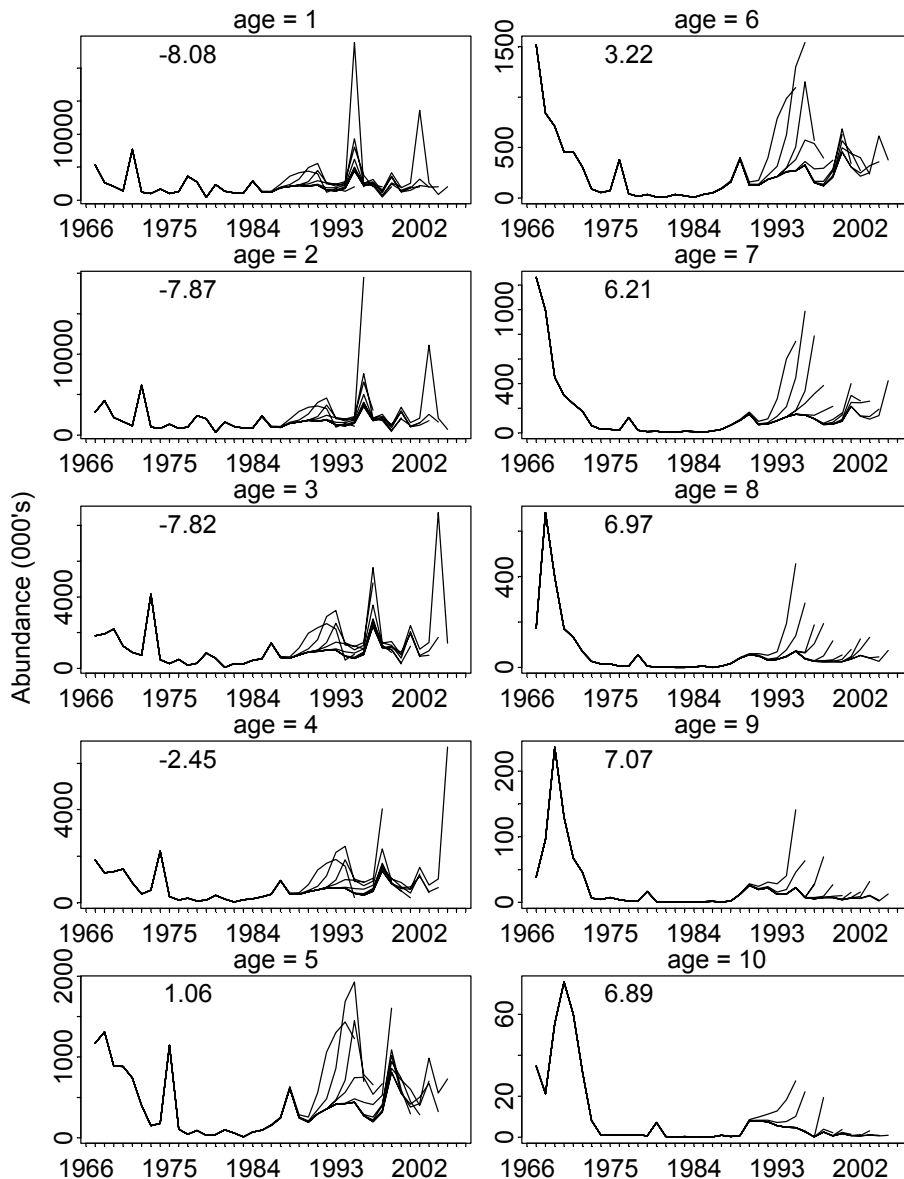 Abundance (000's)
age = 1
-8.08
0
10000
1966 1975 1984 1993 2002
age = 2
-7.87
0
10000
1966 1975 1984 1993 2002
age = 3
-7.82
0
4000
1966 1975 1984 1993 2002
age = 4
-2.45
0
4000
1966 1975 1984 1993 2002
age = 5
1.06
0
1000
2000
1966 1975 1984 1993 2002
age = 6
3.22
0
500
1500
1966 1975 1984 1993 2002
age = 7
6.21
0
400
1000
1966 1975 1984 1993 2002
age = 8
6.97
0
400
1966 1975 1984 1993 2002
age = 9
7.07
0
100
200
1966 1975 1984 1993 2002
age = 10
6.89
0
20
60
1966 1975 1984 1993 2002